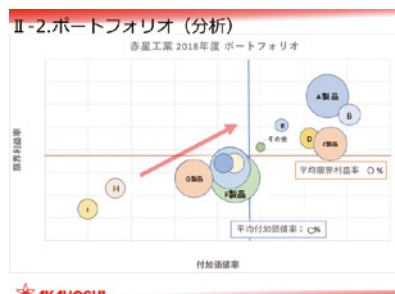 Ⅱ-2.ポートフォリオ（分析）
赤星工業 2018年度 ポートフォリオ
A製品
B
E
その他
D
C製品
平均限界利益率 〇%
H
G製品
F製品
I
平均付加価値率：〇%
限界利益率
付加価値率
AKAHOSHI